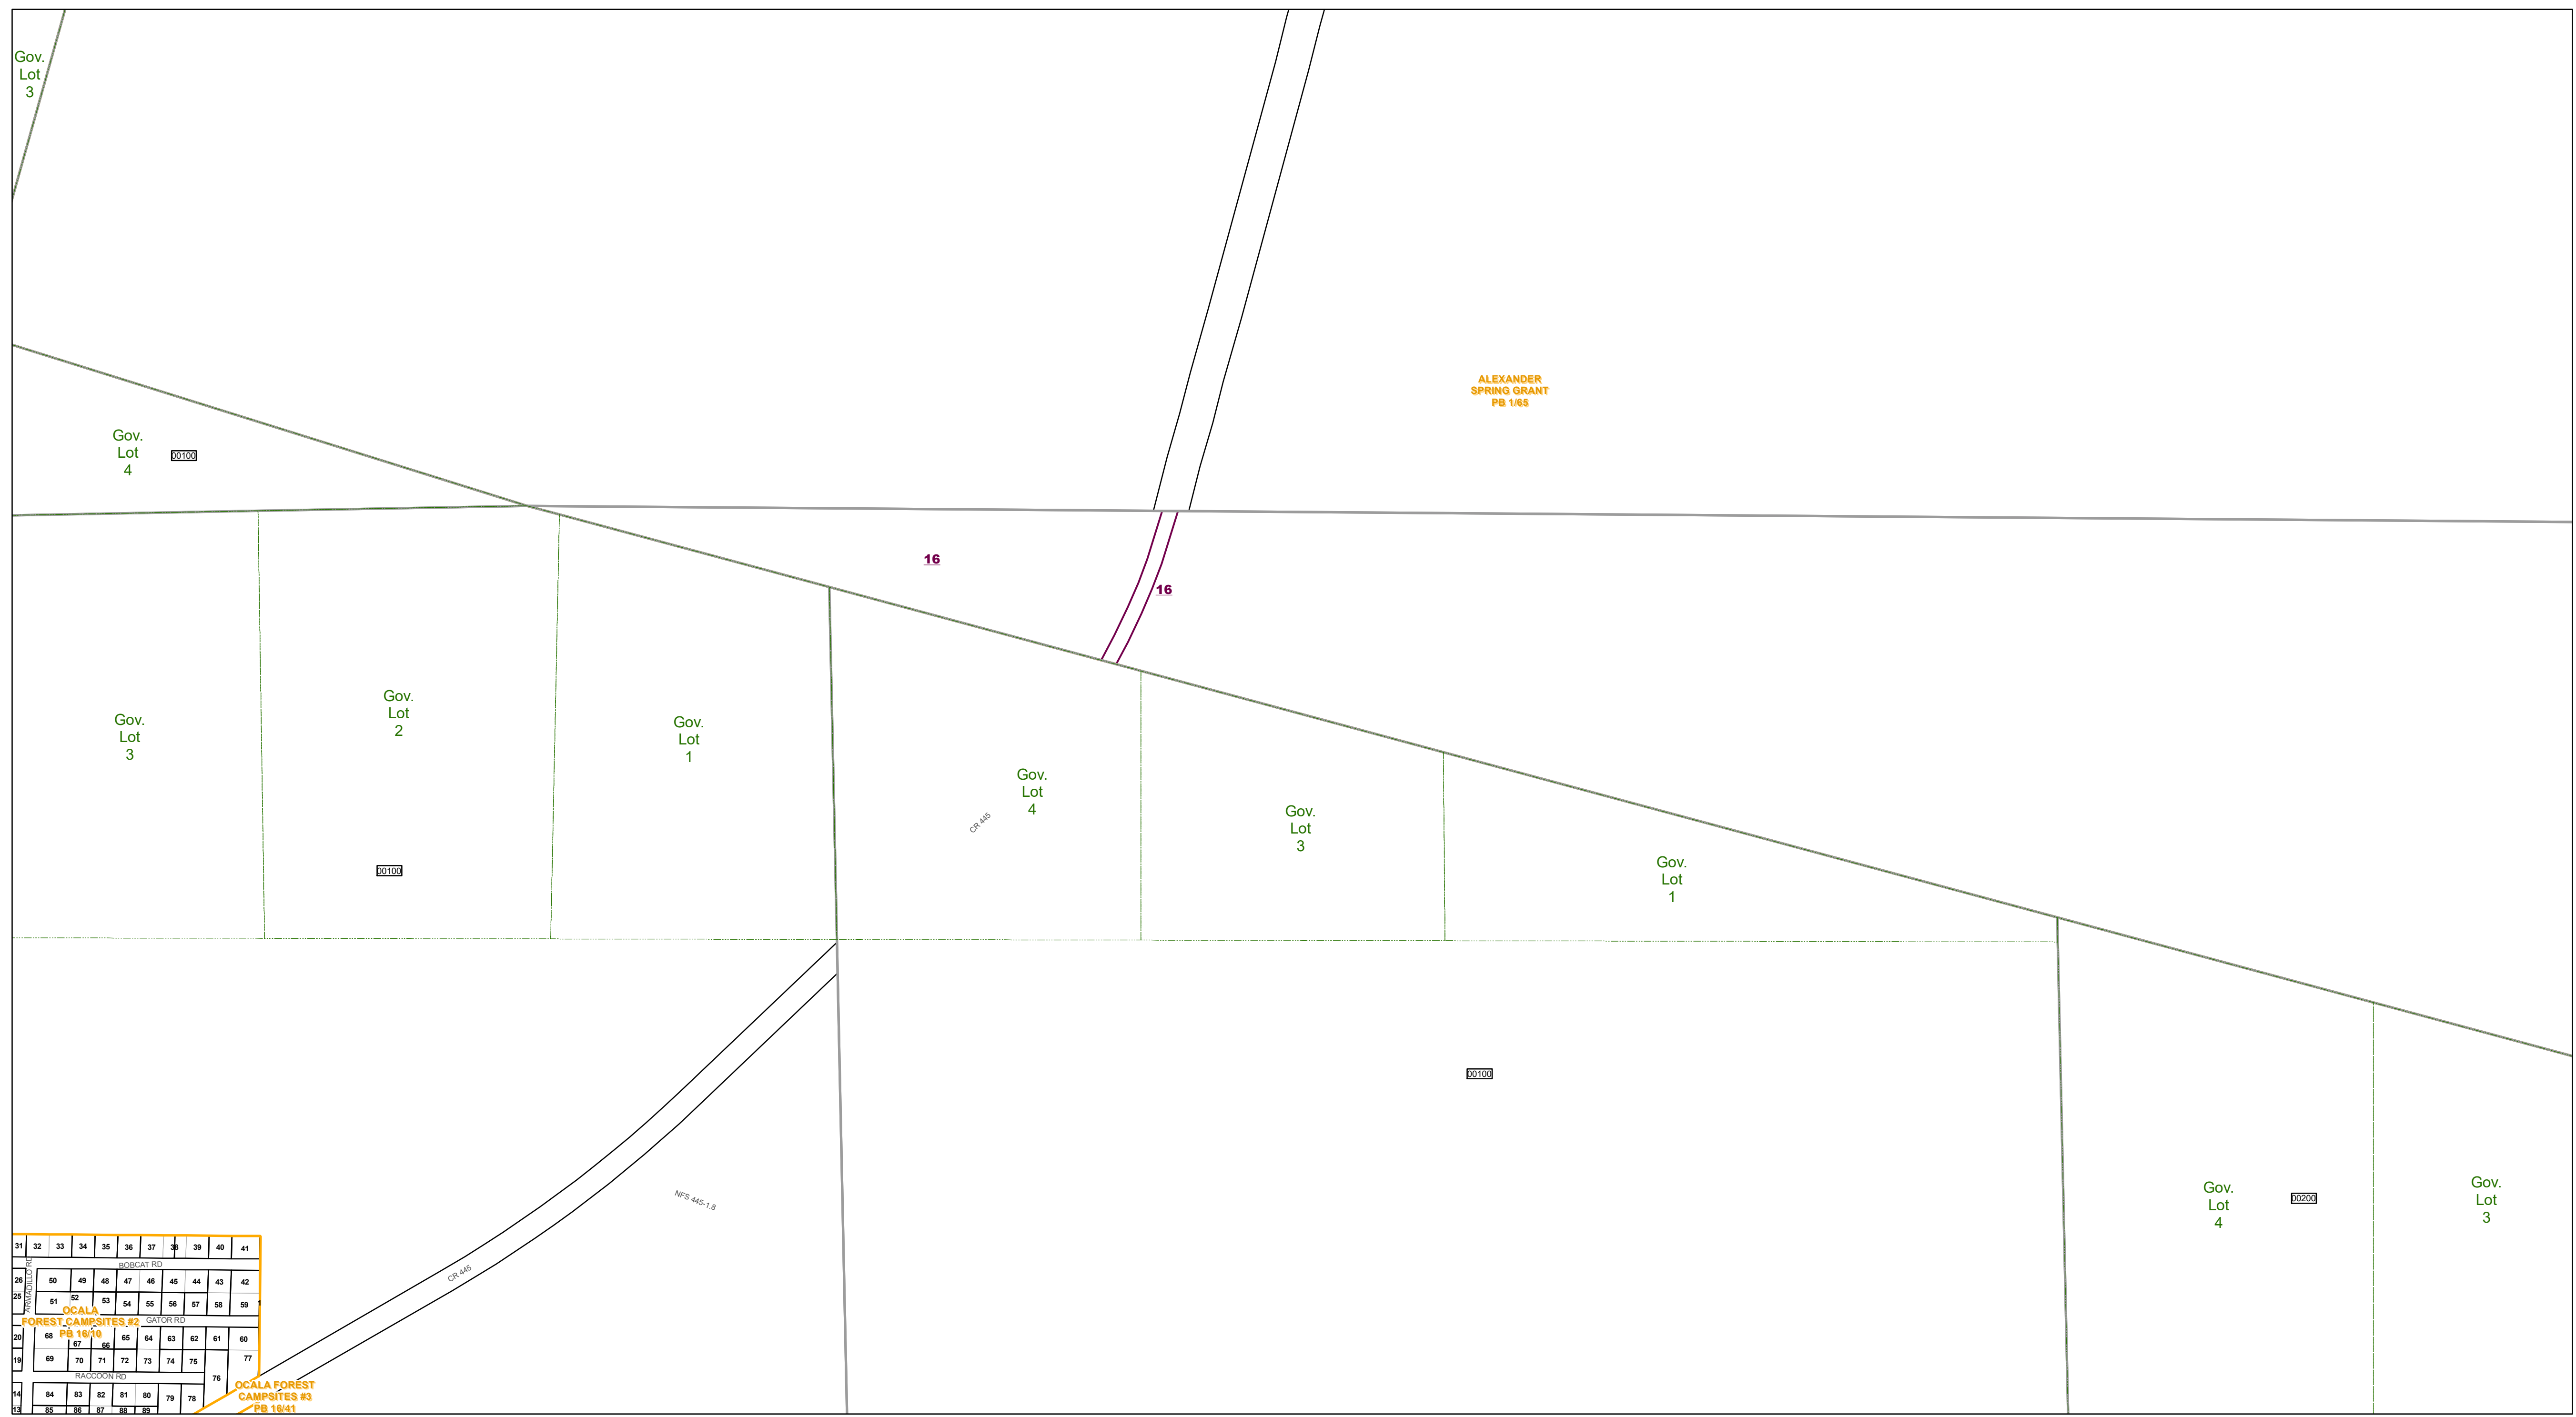 Gov.
Lot
3
ALEXANDER
SPRING GRANT
PB 1/65
Gov.
Lot
4
00100
16
16
Gov.
Lot
3
Gov.
Lot
2
Gov.
Lot
1
Gov.
Lot
4
CR 445
Gov.
Lot
3
Gov.
Lot
1
00100
00100
Gov.
Lot
4
00200
Gov.
Lot
3
NFS 445-1.8
CR 445
31 32 33 34 35 36 37 38 39 40 41
BOBCAT RD
ARMADILLO RD
26 50 49 48 47 46 45 44 43 42
25 51 52 53 54 55 56 57 58 59 1
OCALA
FOREST CAMPSITES #2
PB 16/10
GATOR RD
20 68 67 66 65 64 63 62 61 60
19 69 70 71 72 73 74 75 76 77
RACCOON RD
14 84 83 82 81 80 79 78
13 85 86 87 88 89
OCALA FOREST
CAMPSITES #3
PB 16/41